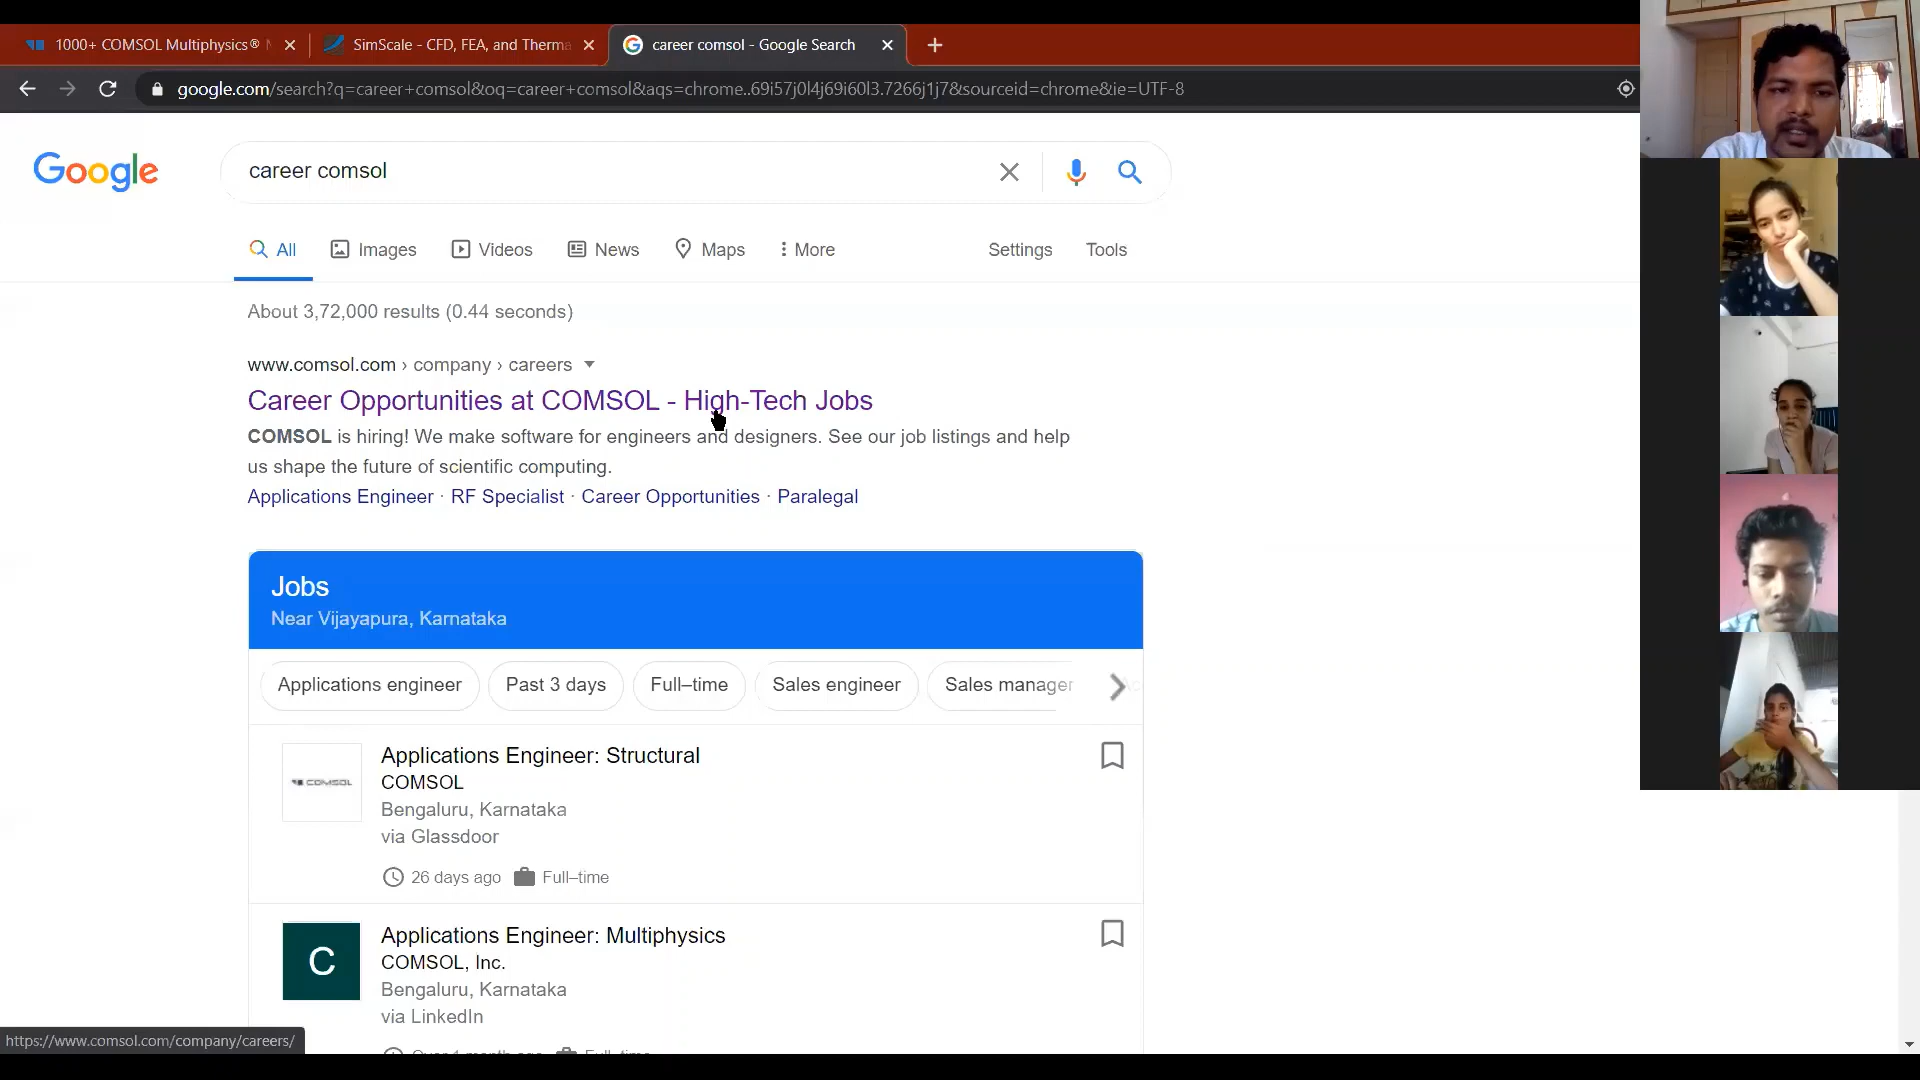 1000+ COMSOL Multiphysics®
SimScale - CFD, FEA, and Therma
career comsol - Google Search
google.com/search?q=career+comsol&oq=career+comsol&aqs=chrome..69i57j0l4j69i60l3.7266j1j7&sourceid=chrome&ie=UTF-8
Google
career comsol
All
Images
Videos
News
Maps
More
Settings
Tools
About 3,72,000 results (0.44 seconds)
www.comsol.com › company › careers
Career Opportunities at COMSOL - High-Tech Jobs
COMSOL is hiring! We make software for engineers and designers. See our job listings and help
us shape the future of scientific computing.
Applications Engineer · RF Specialist · Career Opportunities · Paralegal
Jobs
Near Vijayapura, Karnataka
Applications engineer
Past 3 days
Full–time
Sales engineer
Sales manager
COMSOL
Applications Engineer: Structural
COMSOL
Bengaluru, Karnataka
via Glassdoor
26 days ago
Full–time
C
Applications Engineer: Multiphysics
COMSOL, Inc.
Bengaluru, Karnataka
via LinkedIn
Over 1 month ago
Full–time
https://www.comsol.com/company/careers/